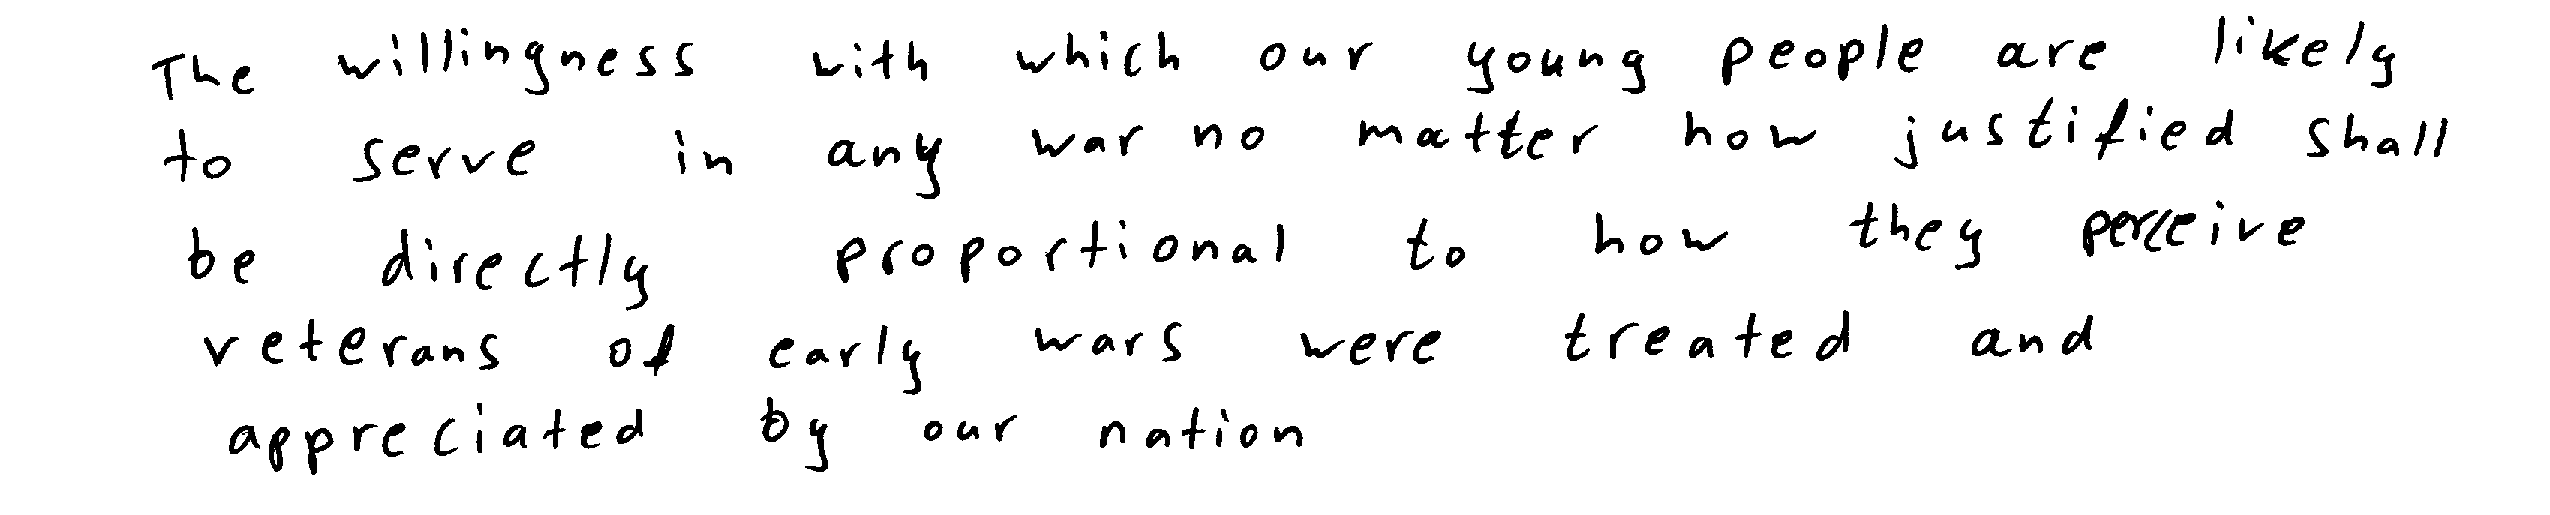 The willingness with which our young people are likely
to serve in any war no matter how justified shall
be directly proportional to how they perceive
veterans of early wars were treated and
appreciated by our nation